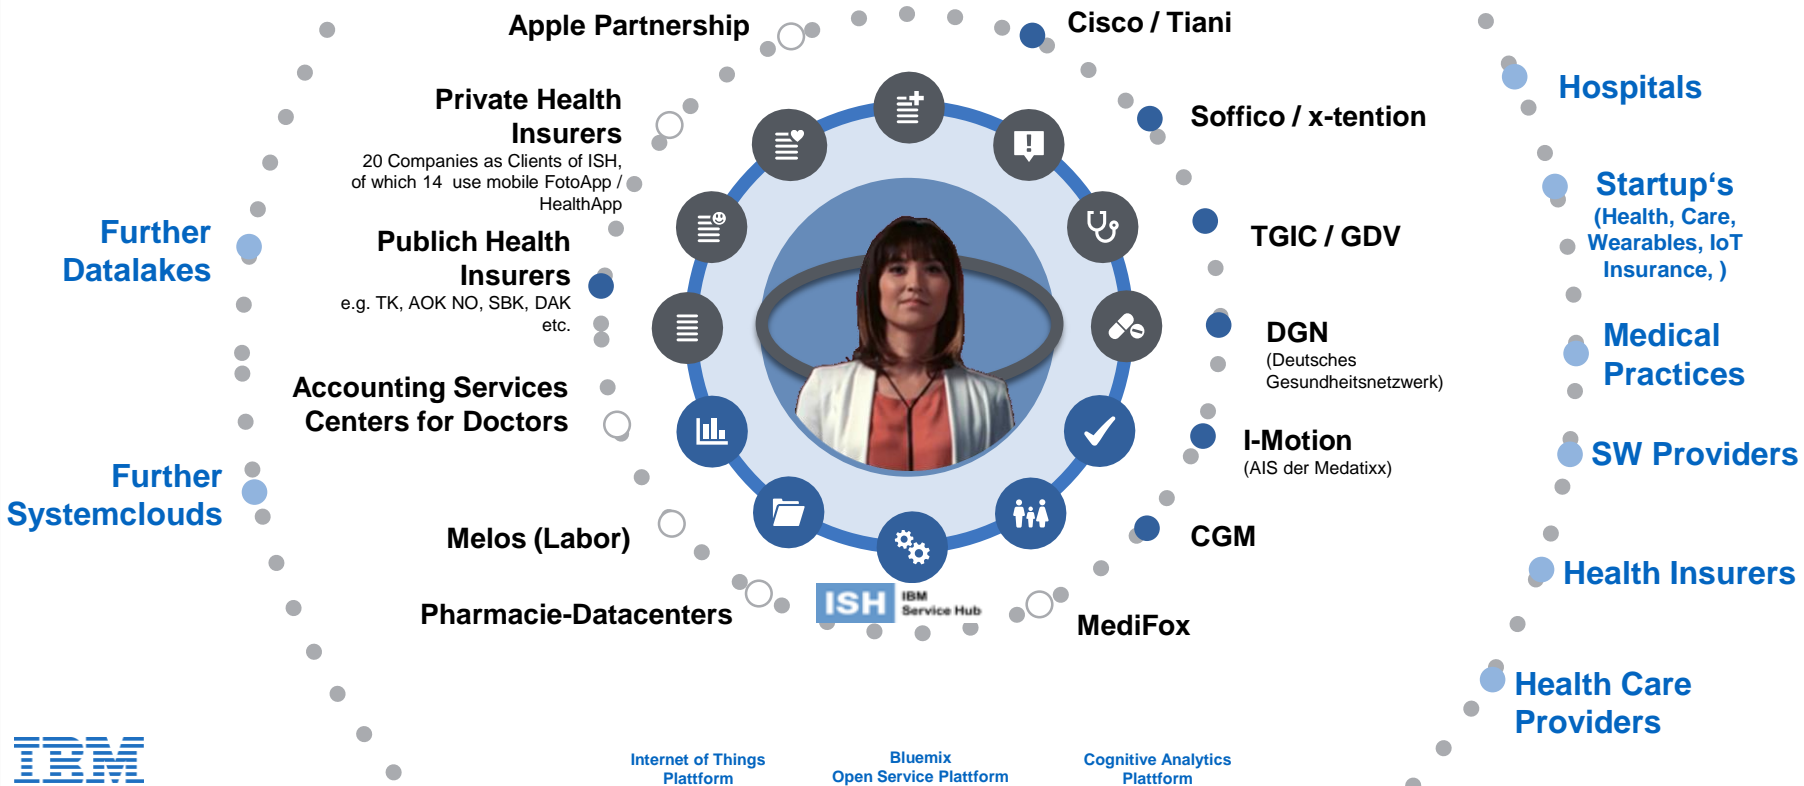 Apple Partnership
Cisco / Tiani
Private Health
Insurers
20 Companies as Clients of ISH,
of which 14  use mobile FotoApp /
HealthApp
Soffico / x-tention
Hospitals
Startup‘s
(Health, Care,
Wearables, IoT
Insurance, )
Further
Datalakes
Publich Health
Insurers
e.g. TK, AOK NO, SBK, DAK
etc.
TGIC / GDV
DGN
(Deutsches
Gesundheitsnetzwerk)
Medical
Practices
Accounting Services
Centers for Doctors
I-Motion
(AIS der Medatixx)
SW Providers
Further
Systemclouds
Melos (Labor)
CGM
Health Insurers
Pharmacie-Datacenters
ISH
IBM
Service Hub
MediFox
Health Care
Providers
IBM
Internet of Things
Plattform
Bluemix
Open Service Plattform
Cognitive Analytics
Plattform